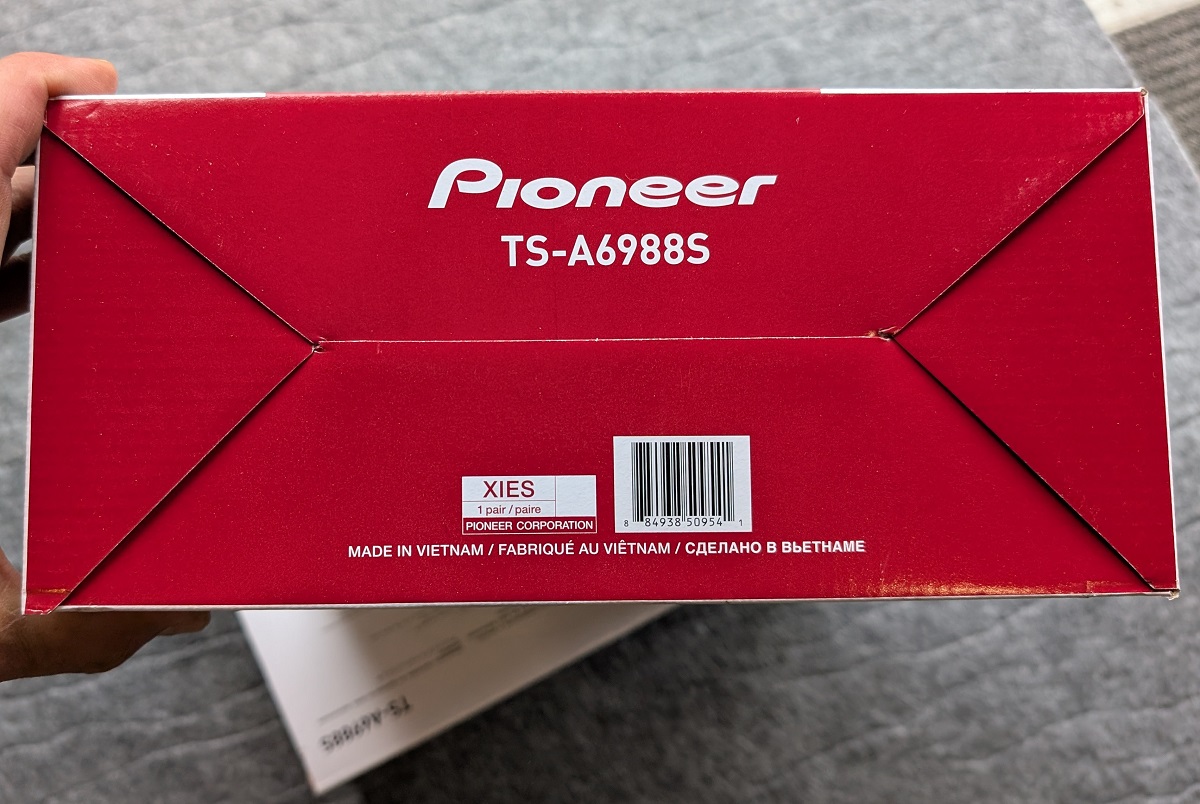 Pioneer
TS-A6988S
XIES
1 pair / paire
PIONEER CORPORATION
8 84938 50954 1
MADE IN VIETNAM / FABRIQUÉ AU VIÊTNAM / СДЕЛАНО В ВЬЕТНАМЕ
TS-A6988S